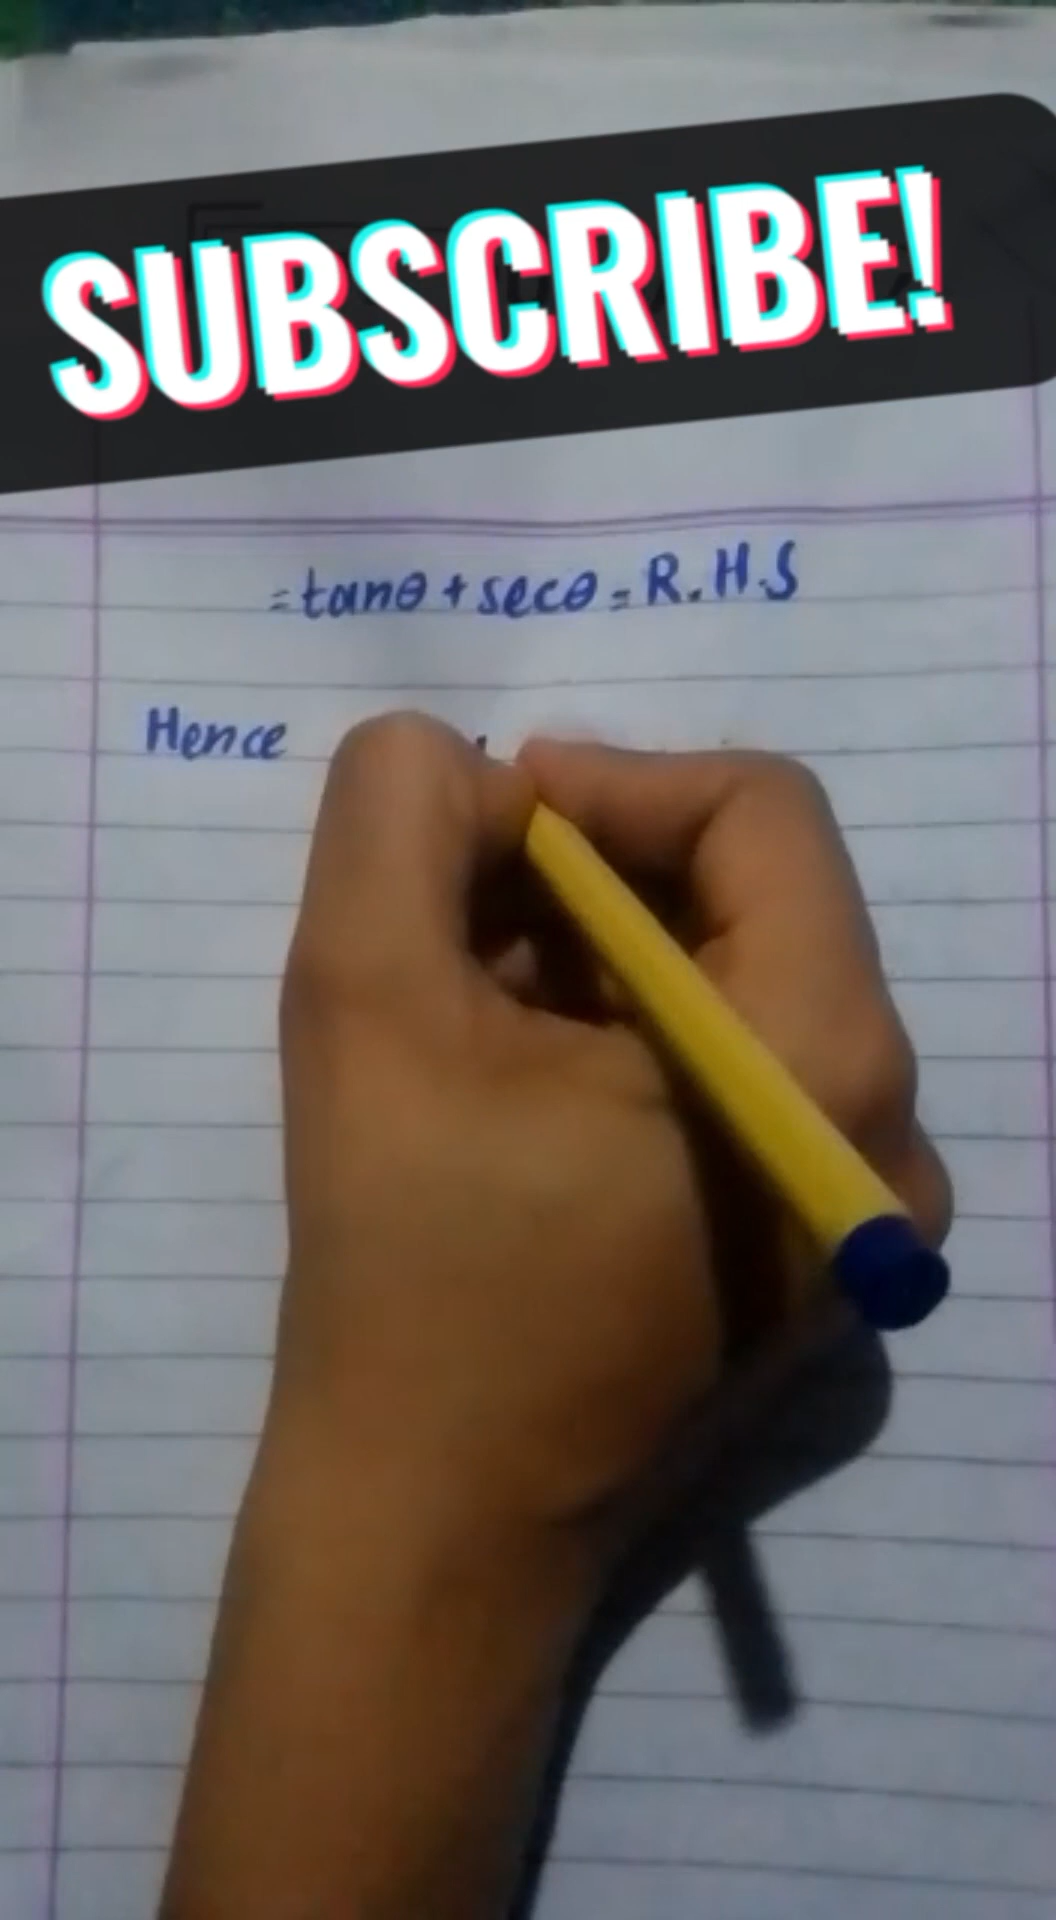 SUBSCRIBE!
= tanθ + secθ = R.H.S
Hence